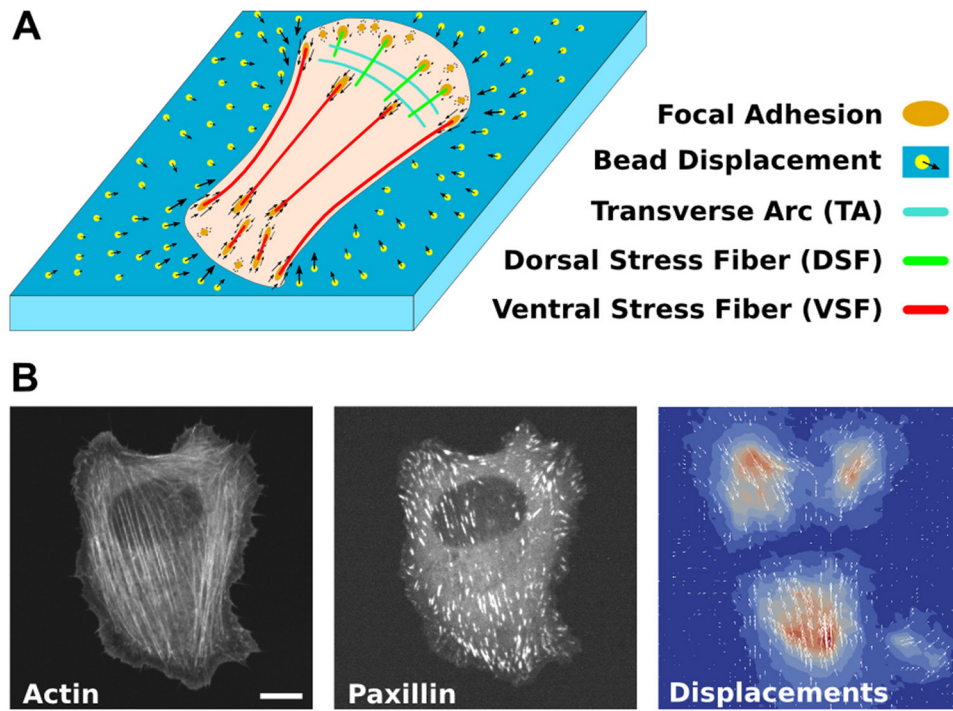 A
Focal Adhesion
Bead Displacement
Transverse Arc (TA)
Dorsal Stress Fiber (DSF)
Ventral Stress Fiber (VSF)
B
Actin
Paxillin
Displacements